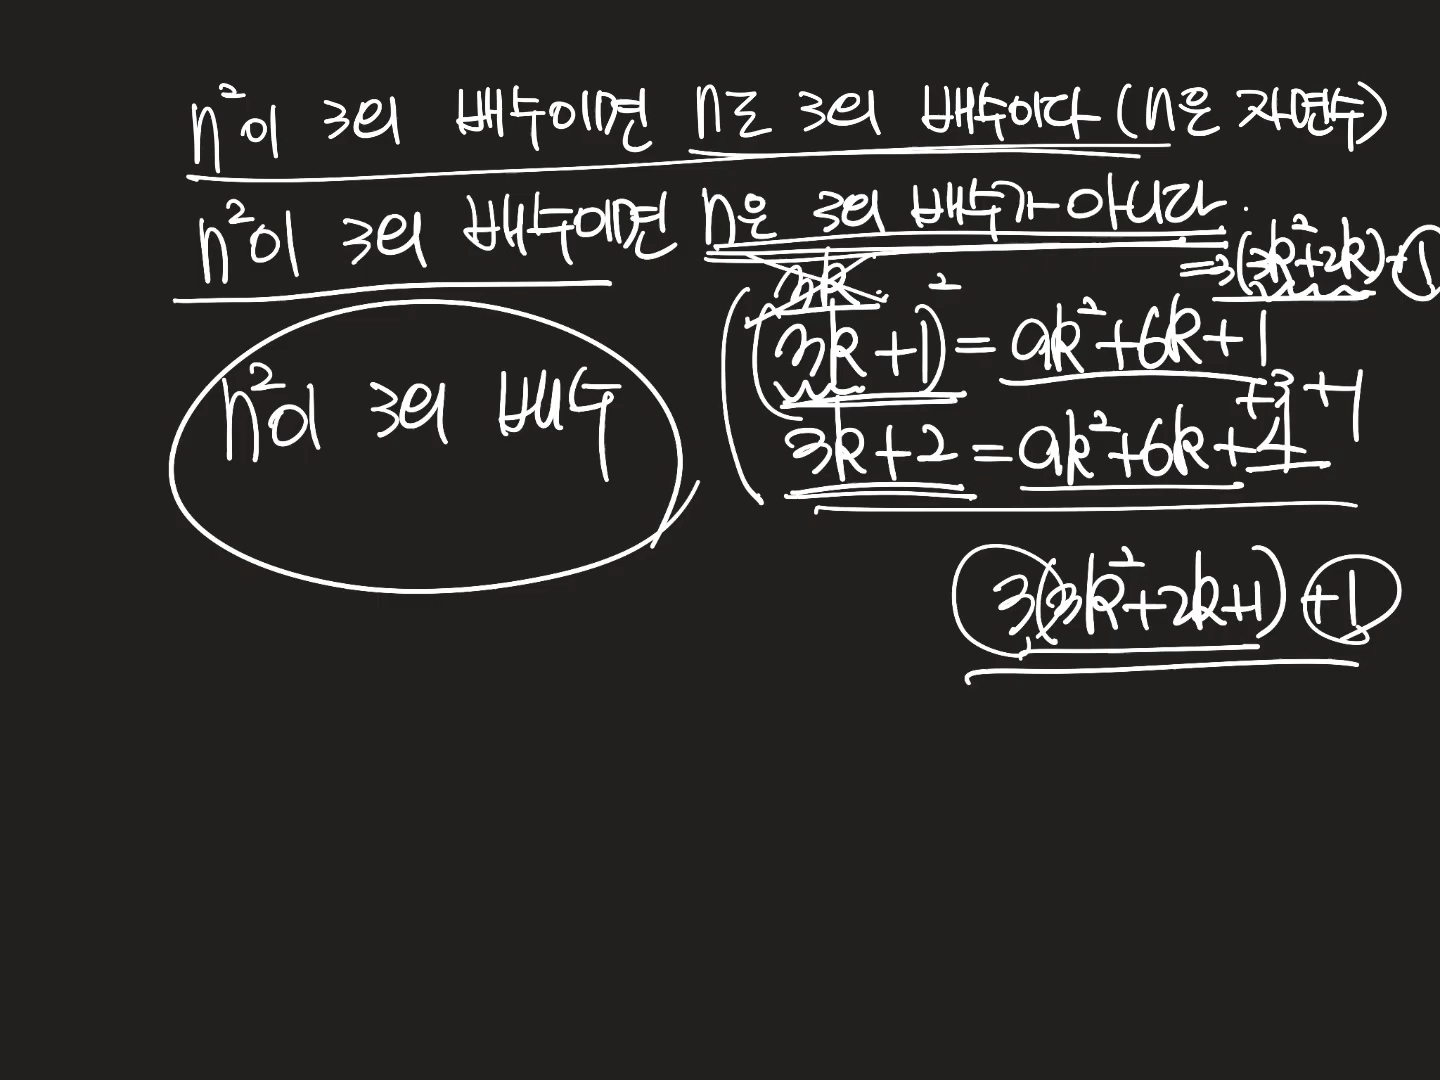 n²이 3의 배수이면 n도 3의 배수이다 (n은 자연수)
n²이 3의 배수이면 n은 3의 배수가 아니다.
=3(3k²+2k)+1
3k
(3k+1)² = 9k²+6k+1
+3+1
3k+2 = 9k²+6k+4
n²이 3의 배수
3(3k²+2k+1)+1